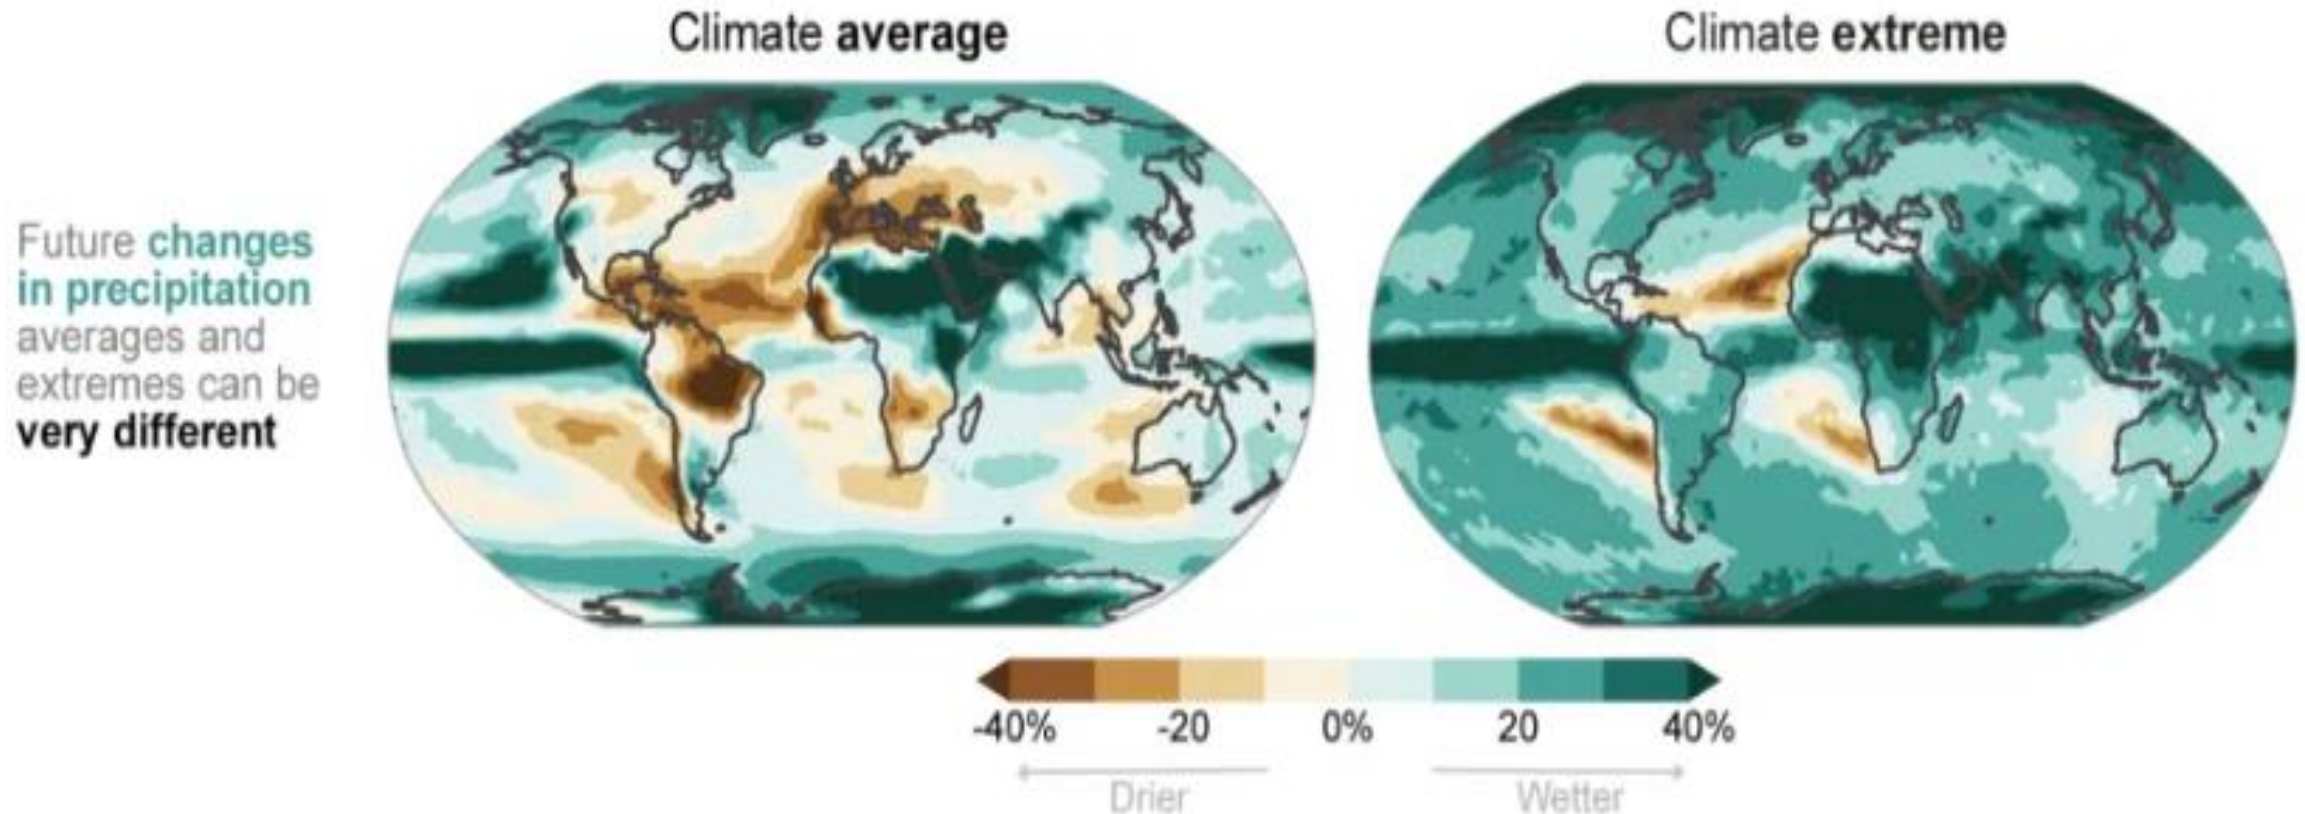 Climate average
Climate extreme
Future changes
in precipitation
averages and
extremes can be
very different
-40% -20 0% 20 40%
Drier Wetter